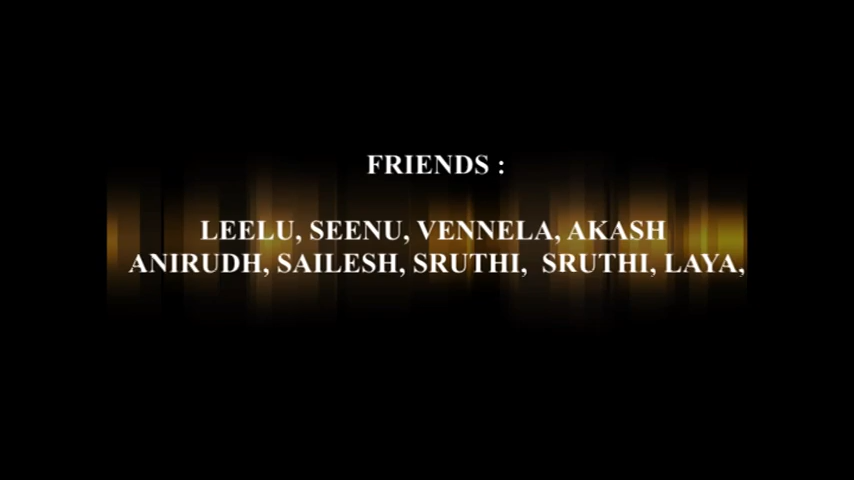 FRIENDS :
LEELU, SEENU, VENNELA, AKASH
ANIRUDH, SAILESH, SRUTHI,  SRUTHI, LAYA,